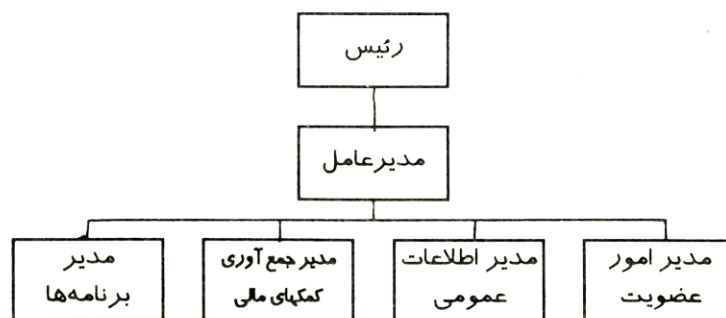 رئیس
مدیرعامل
مدیر امور
عضویت
مدیر اطلاعات
عمومی
مدیر جمع آوری
کمکهای مالی
مدیر
برنامه‌ها